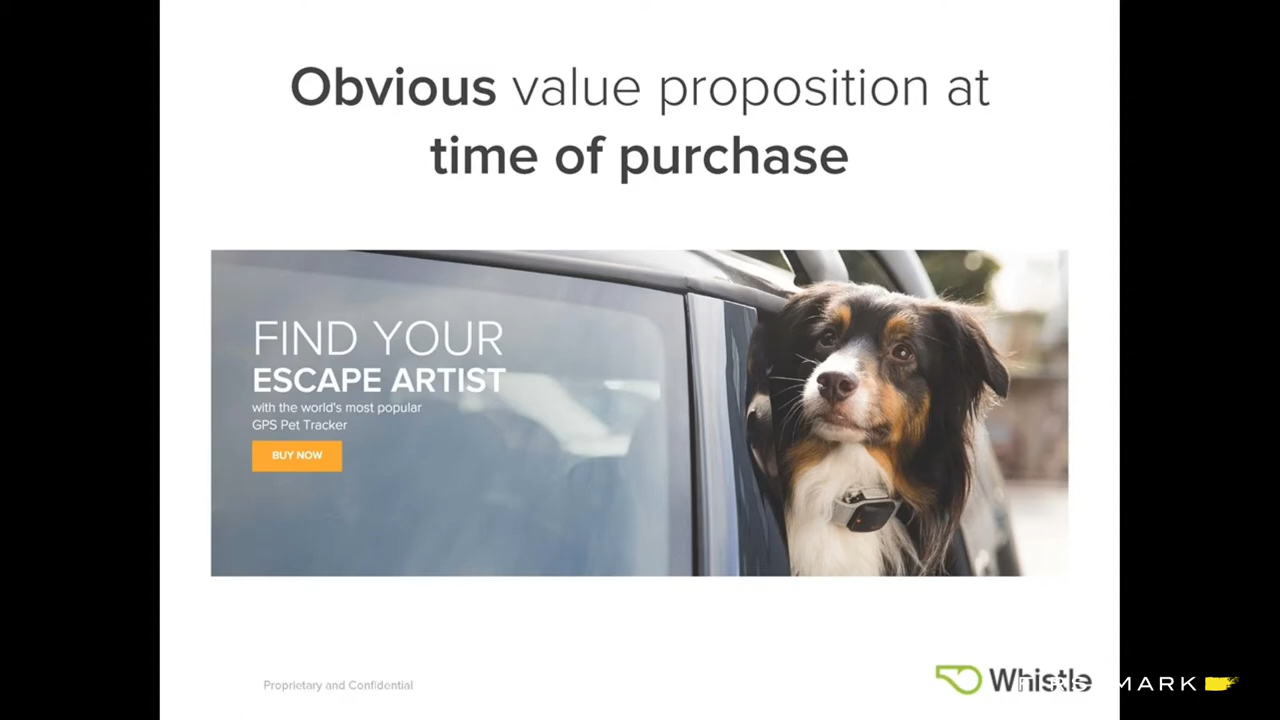 Obvious value proposition at
time of purchase
FIND YOUR
ESCAPE ARTIST
with the world's most popular
GPS Pet Tracker
BUY NOW
Proprietary and Confidential
Whistle
MARK